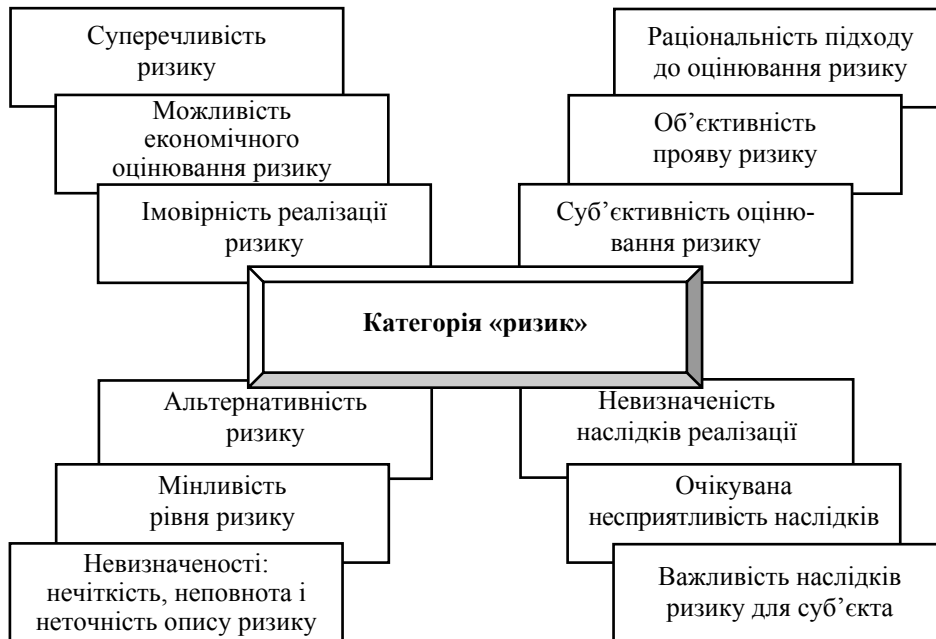 Суперечливість
ризику
Можливість
економічного
оцінювання ризику
Імовірність реалізації
ризику
Раціональність підходу
до оцінювання ризику
Об’єктивність
прояву ризику
Суб’єктивність оціню-
вання ризику
Категорія «ризик»
Альтернативність
ризику
Мінливість
рівня ризику
Невизначеності:
нечіткість, неповнота і
неточність опису ризику
Невизначеність
наслідків реалізації
Очікувана
несприятливість наслідків
Важливість наслідків
ризику для суб’єкта